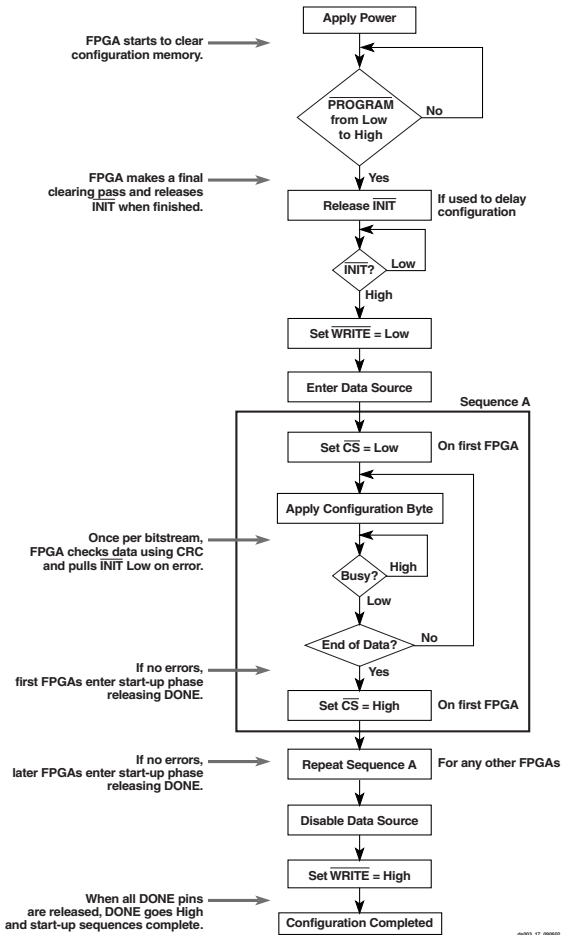 Apply Power
FPGA starts to clear
configuration memory.
PROGRAM
from Low
to High
No
Yes
FPGA makes a final
clearing pass and releases
INIT when finished.
Release INIT
If used to delay
configuration
INIT?
Low
High
Set WRITE = Low
Enter Data Source
Sequence A
Set CS = Low
On first FPGA
Apply Configuration Byte
Once per bitstream,
FPGA checks data using CRC
and pulls INIT Low on error.
Busy?
High
Low
End of Data?
No
Yes
If no errors,
first FPGAs enter start-up phase
releasing DONE.
Set CS = High
On first FPGA
If no errors,
later FPGAs enter start-up phase
releasing DONE.
Repeat Sequence A
For any other FPGAs
Disable Data Source
Set WRITE = High
When all DONE pins
are released, DONE goes High
and start-up sequences complete.
Configuration Completed